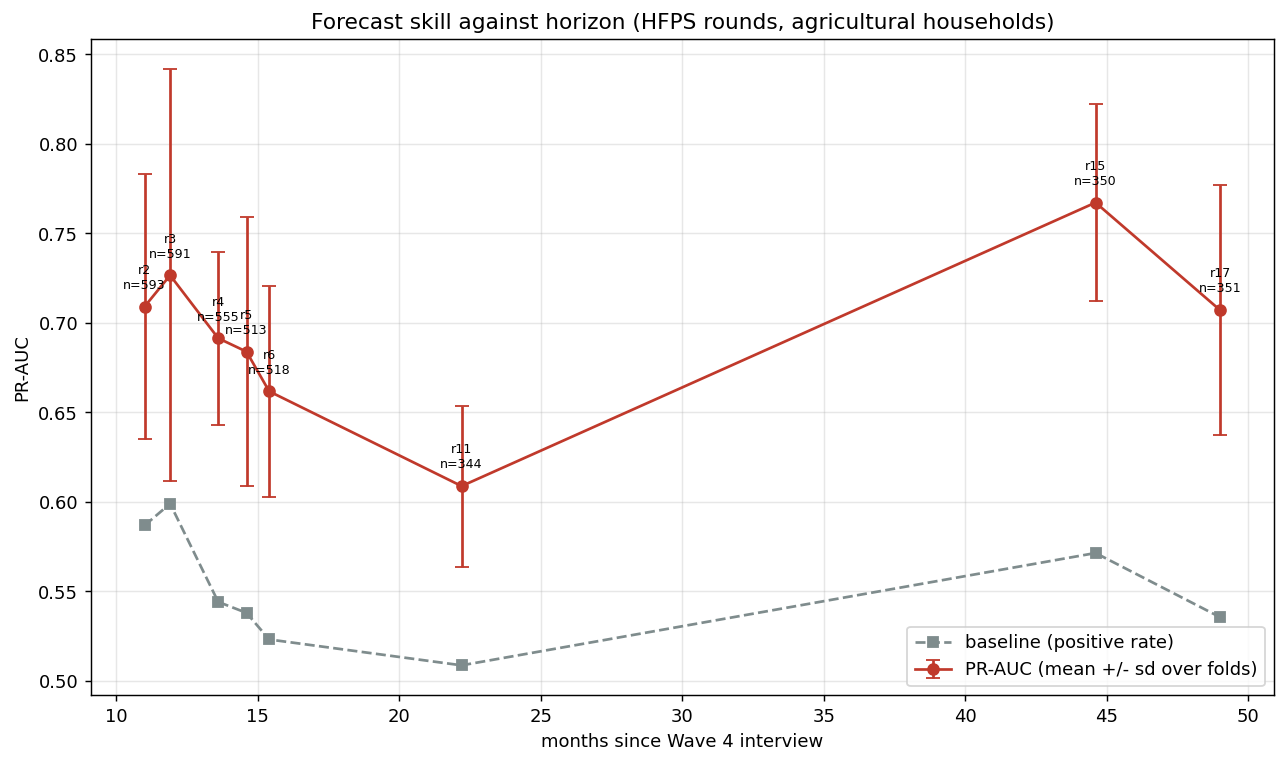 Forecast skill against horizon (HFPS rounds, agricultural households)
PR-AUC
0.85
0.80
0.75
0.70
0.65
0.60
0.55
0.50
r2
n=593
r3
n=591
r4
n=555
r5
n=513
r6
n=518
r11
n=344
r15
n=350
r17
n=351
baseline (positive rate)
PR-AUC (mean +/- sd over folds)
10 15 20 25 30 35 40 45 50
months since Wave 4 interview